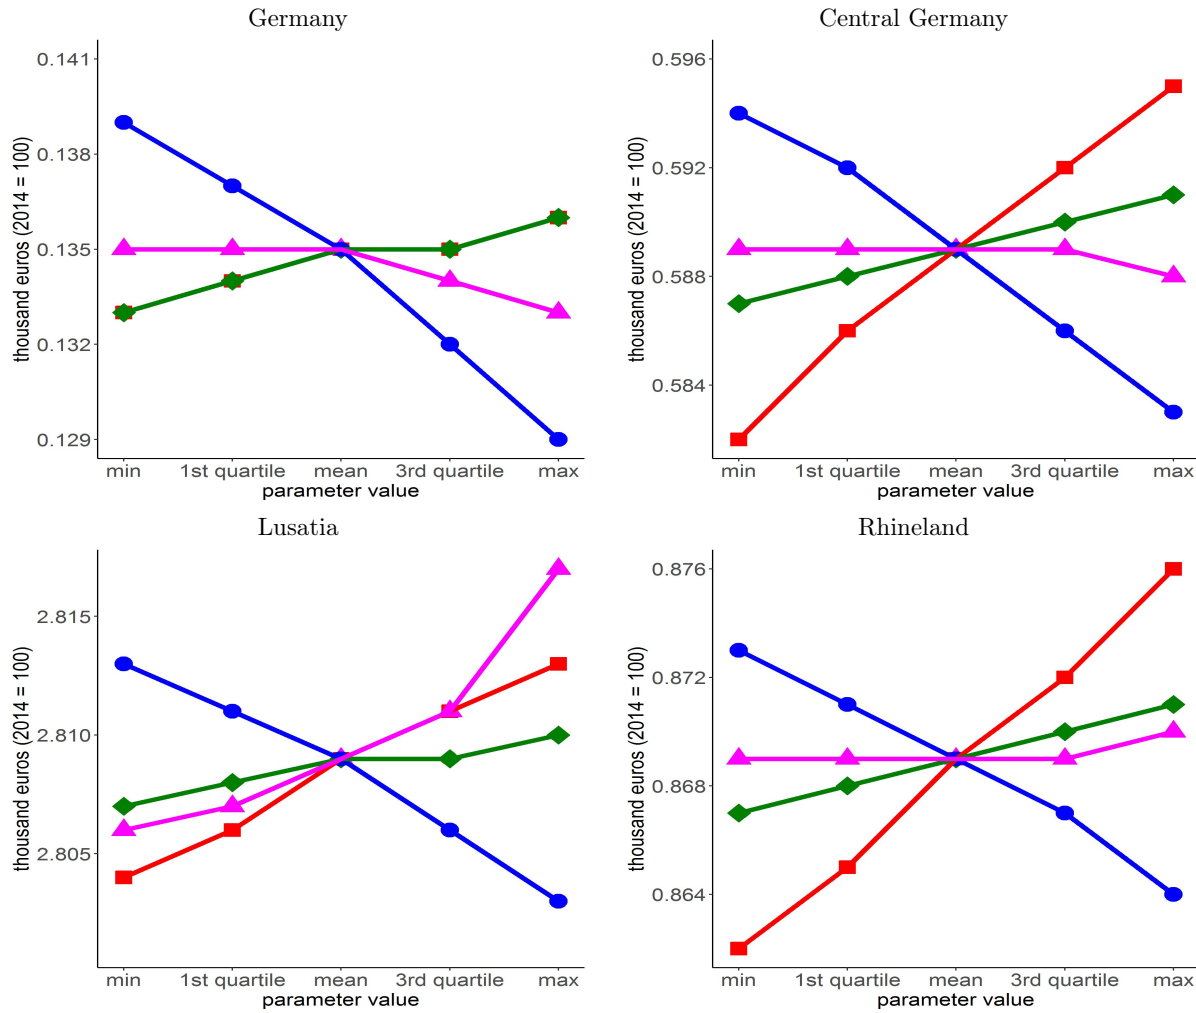 Germany
thousand euros (2014 = 100)
0.141
0.138
0.135
0.132
0.129
min 1st quartile mean 3rd quartile max
parameter value
Central Germany
thousand euros (2014 = 100)
0.596
0.592
0.588
0.584
min 1st quartile mean 3rd quartile max
parameter value
Lusatia
thousand euros (2014 = 100)
2.815
2.810
2.805
min 1st quartile mean 3rd quartile max
parameter value
Rhineland
thousand euros (2014 = 100)
0.876
0.872
0.868
0.864
min 1st quartile mean 3rd quartile max
parameter value